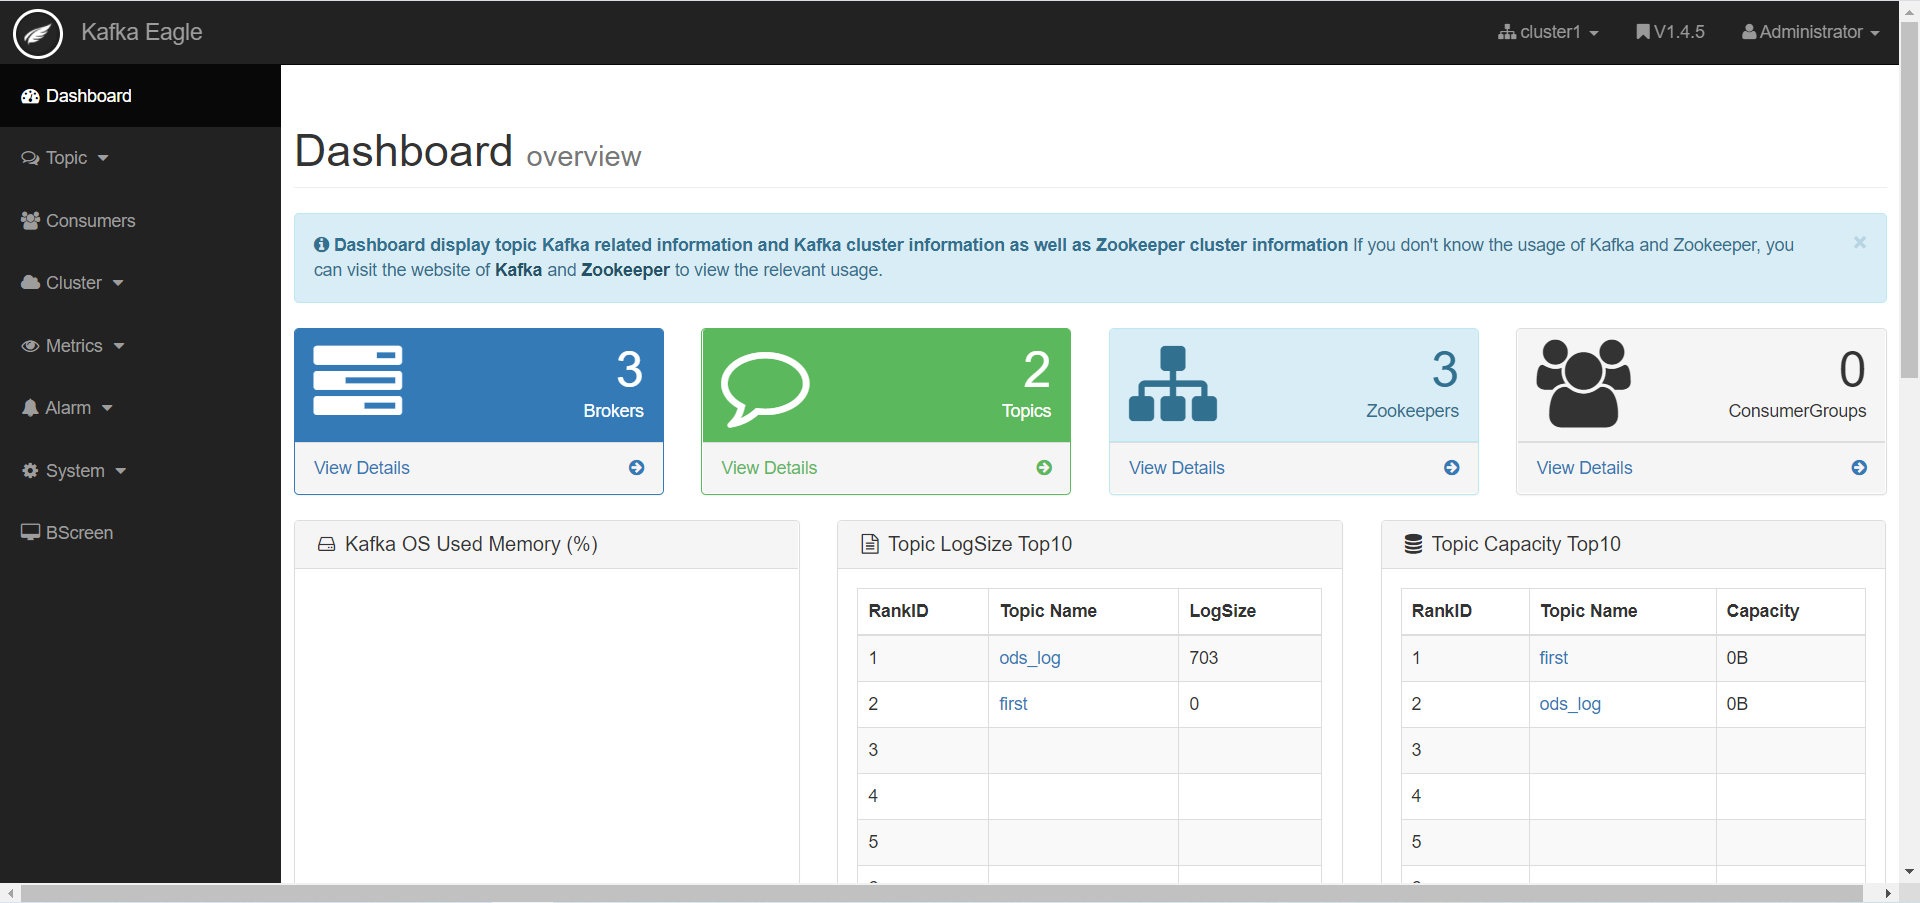 Kafka Eagle
cluster1
V1.4.5
Administrator
Dashboard
Topic
Consumers
Cluster
Metrics
Alarm
System
BScreen
Dashboard overview
Dashboard display topic Kafka related information and Kafka cluster information as well as Zookeeper cluster information If you don't know the usage of Kafka and Zookeeper, you
can visit the website of Kafka and Zookeeper to view the relevant usage.
×
3
Brokers
View Details
2
Topics
View Details
3
Zookeepers
View Details
0
ConsumerGroups
View Details
Kafka OS Used Memory (%)
Topic LogSize Top10
RankID Topic Name LogSize
1 ods_log 703
2 first 0
3
4
5
Topic Capacity Top10
RankID Topic Name Capacity
1 first 0B
2 ods_log 0B
3
4
5